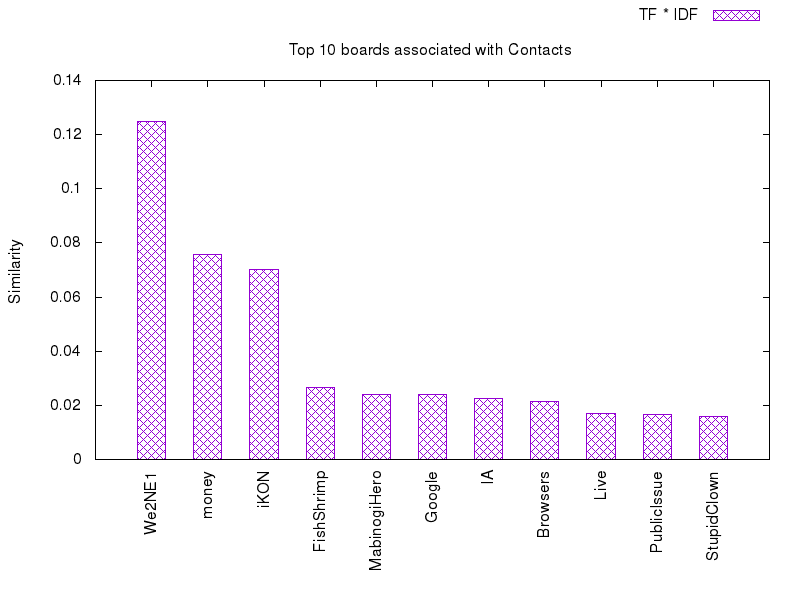 TF * IDF
Top 10 boards associated with Contacts
Similarity
0.14
0.12
0.1
0.08
0.06
0.04
0.02
0
We2NE1
money
iKON
FishShrimp
MabinogiHero
Google
IA
Browsers
Live
PublicIssue
StupidClown